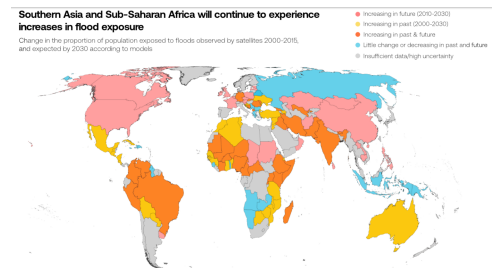 Southern Asia and Sub-Saharan Africa will continue to experience
increases in flood exposure
Change in the proportion of population exposed to floods observed by satellites 2000-2015,
and expected by 2030 according to models
Increasing in future (2010-2030)
Increasing in past (2000-2030)
Increasing in past & future
Little change or decreasing in past and future
Insufficient data/high uncertainty